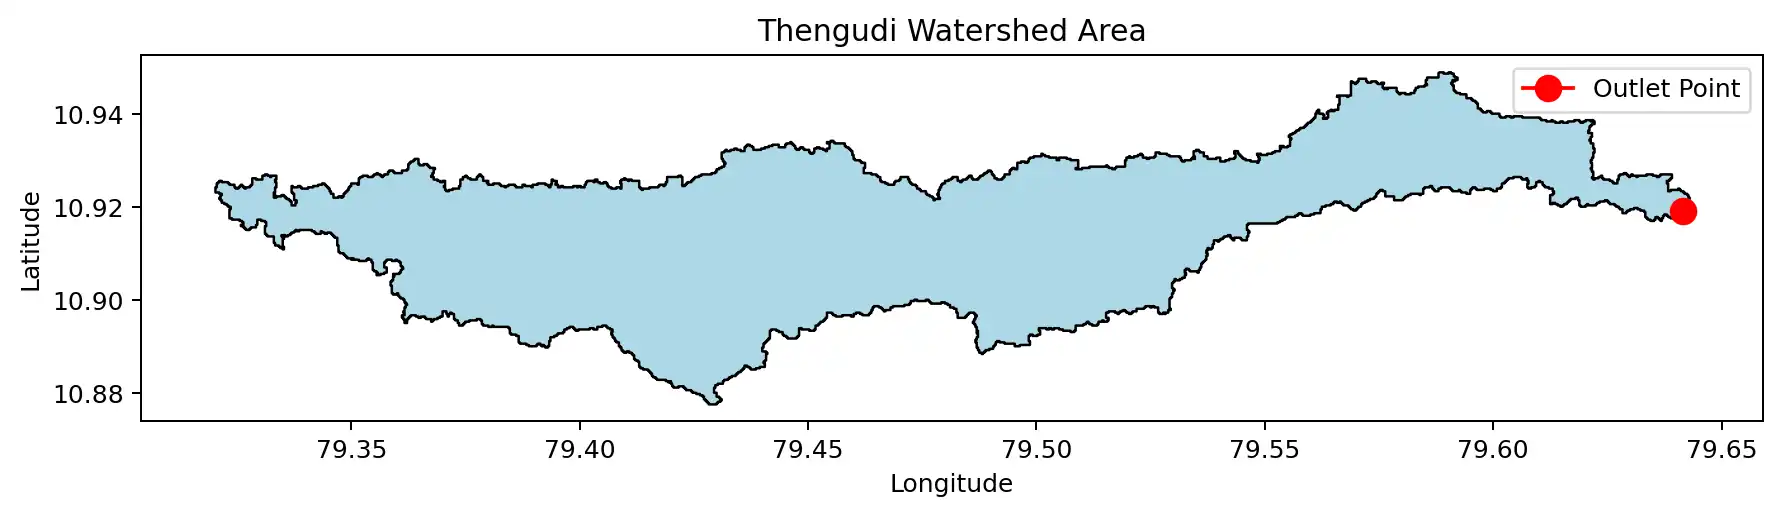 Thengudi Watershed Area
Outlet Point
Latitude
10.94
10.92
10.90
10.88
79.35 79.40 79.45 79.50 79.55 79.60 79.65
Longitude